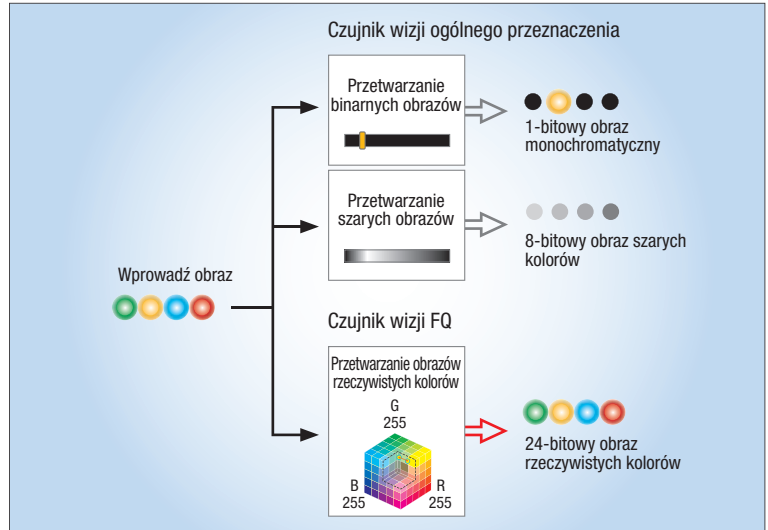 Czujnik wizji ogólnego przeznaczenia
Przetwarzanie
binarnych obrazów
1-bitowy obraz
monochromatyczny
Przetwarzanie
szarych obrazów
8-bitowy obraz szarych
kolorów
Wprowadź obraz
Czujnik wizji FQ
Przetwarzanie obrazów
rzeczywistych kolorów
G
255
B
255
R
255
24-bitowy obraz
rzeczywistych kolorów